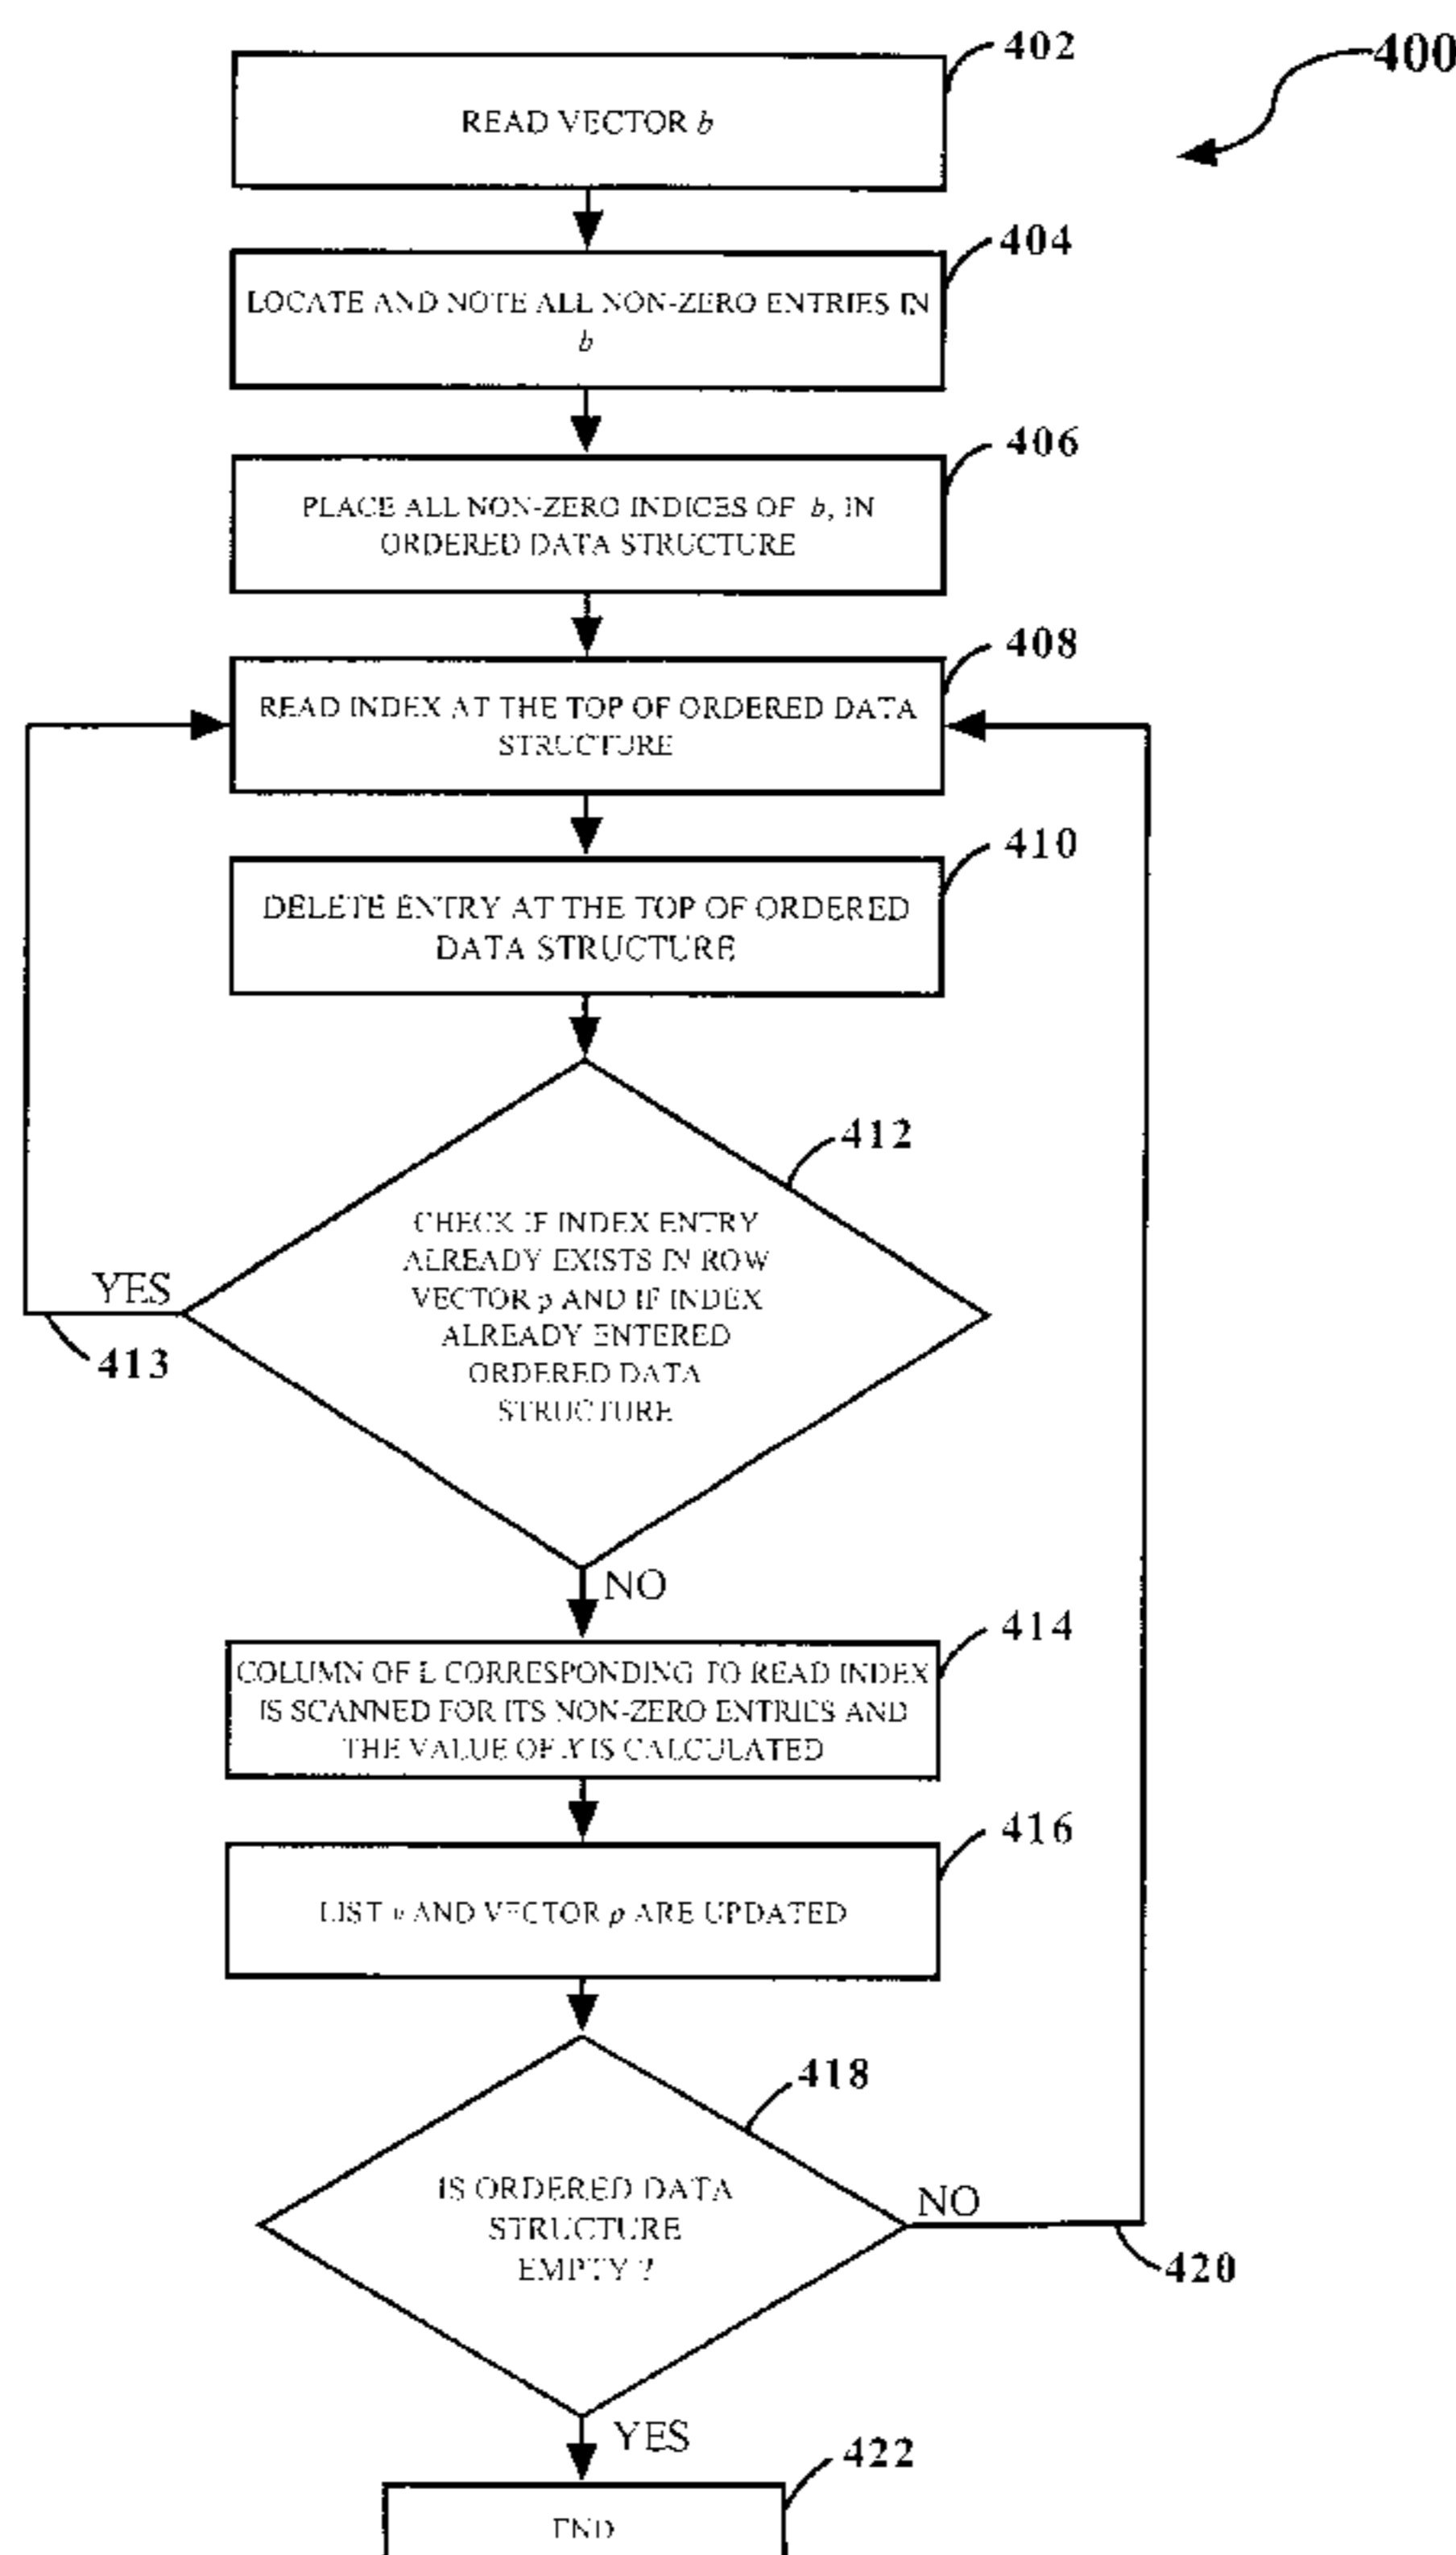 402
400
READ VECTOR b
404
LOCATE AND NOTE ALL NON-ZERO ENTRIES IN
b
406
PLACE ALL NON-ZERO INDICES OF b, IN
ORDERED DATA STRUCTURE
408
READ INDEX AT THE TOP OF ORDERED DATA
STRUCTURE
410
DELETE ENTRY AT THE TOP OF ORDERED
DATA STRUCTURE
412
CHECK IF INDEX ENTRY
ALREADY EXISTS IN ROW
VECTOR p AND IF INDEX
ALREADY ENTERED
ORDERED DATA
STRUCTURE
YES
413
NO
414
COLUMN OF L CORRESPONDING TO READ INDEX
IS SCANNED FOR ITS NON-ZERO ENTRIES AND
THE VALUE OF X IS CALCULATED
416
LIST AND VECTOR p ARE UPDATED
418
IS ORDERED DATA
STRUCTURE
EMPTY ?
NO
420
YES
422
END